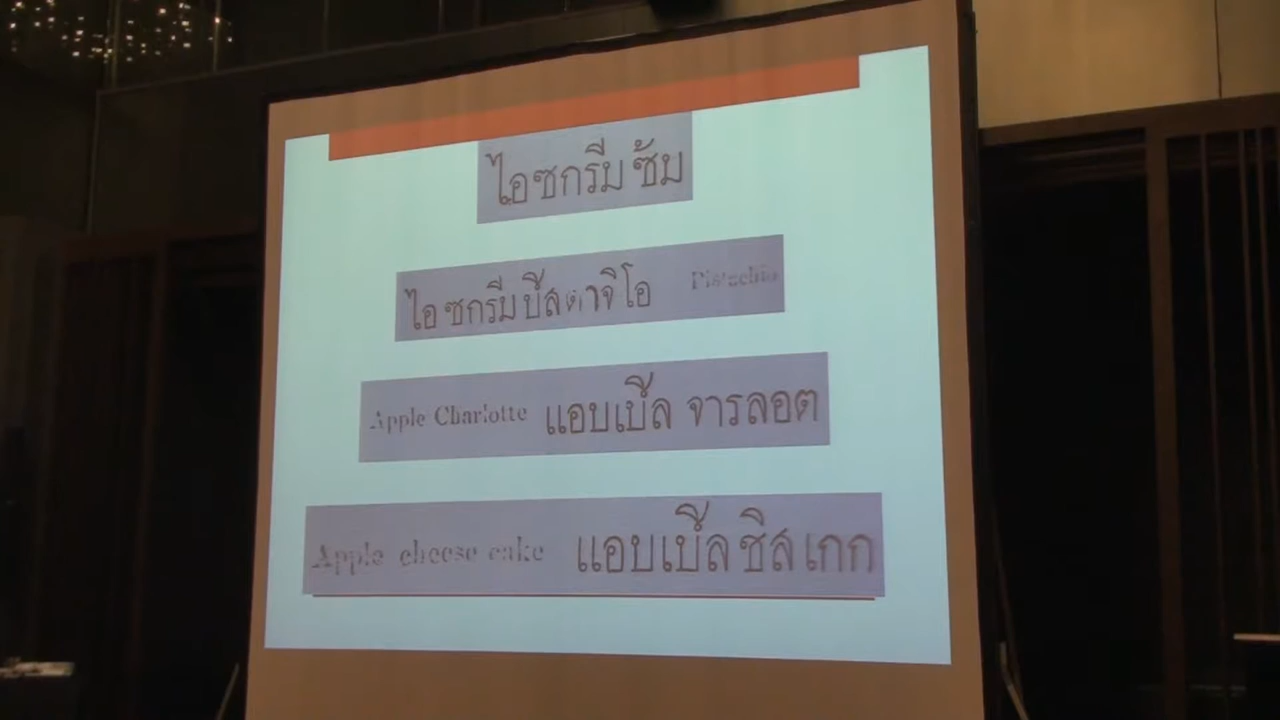 ไอซกรีม ซ้ม
ไอ ซกรีม บีสตาจิโอ Pistachio
Apple Charlotte แอบเบิ้ล จารลอต
Apple cheese cake แอบเบิ้ล ชิส เกก